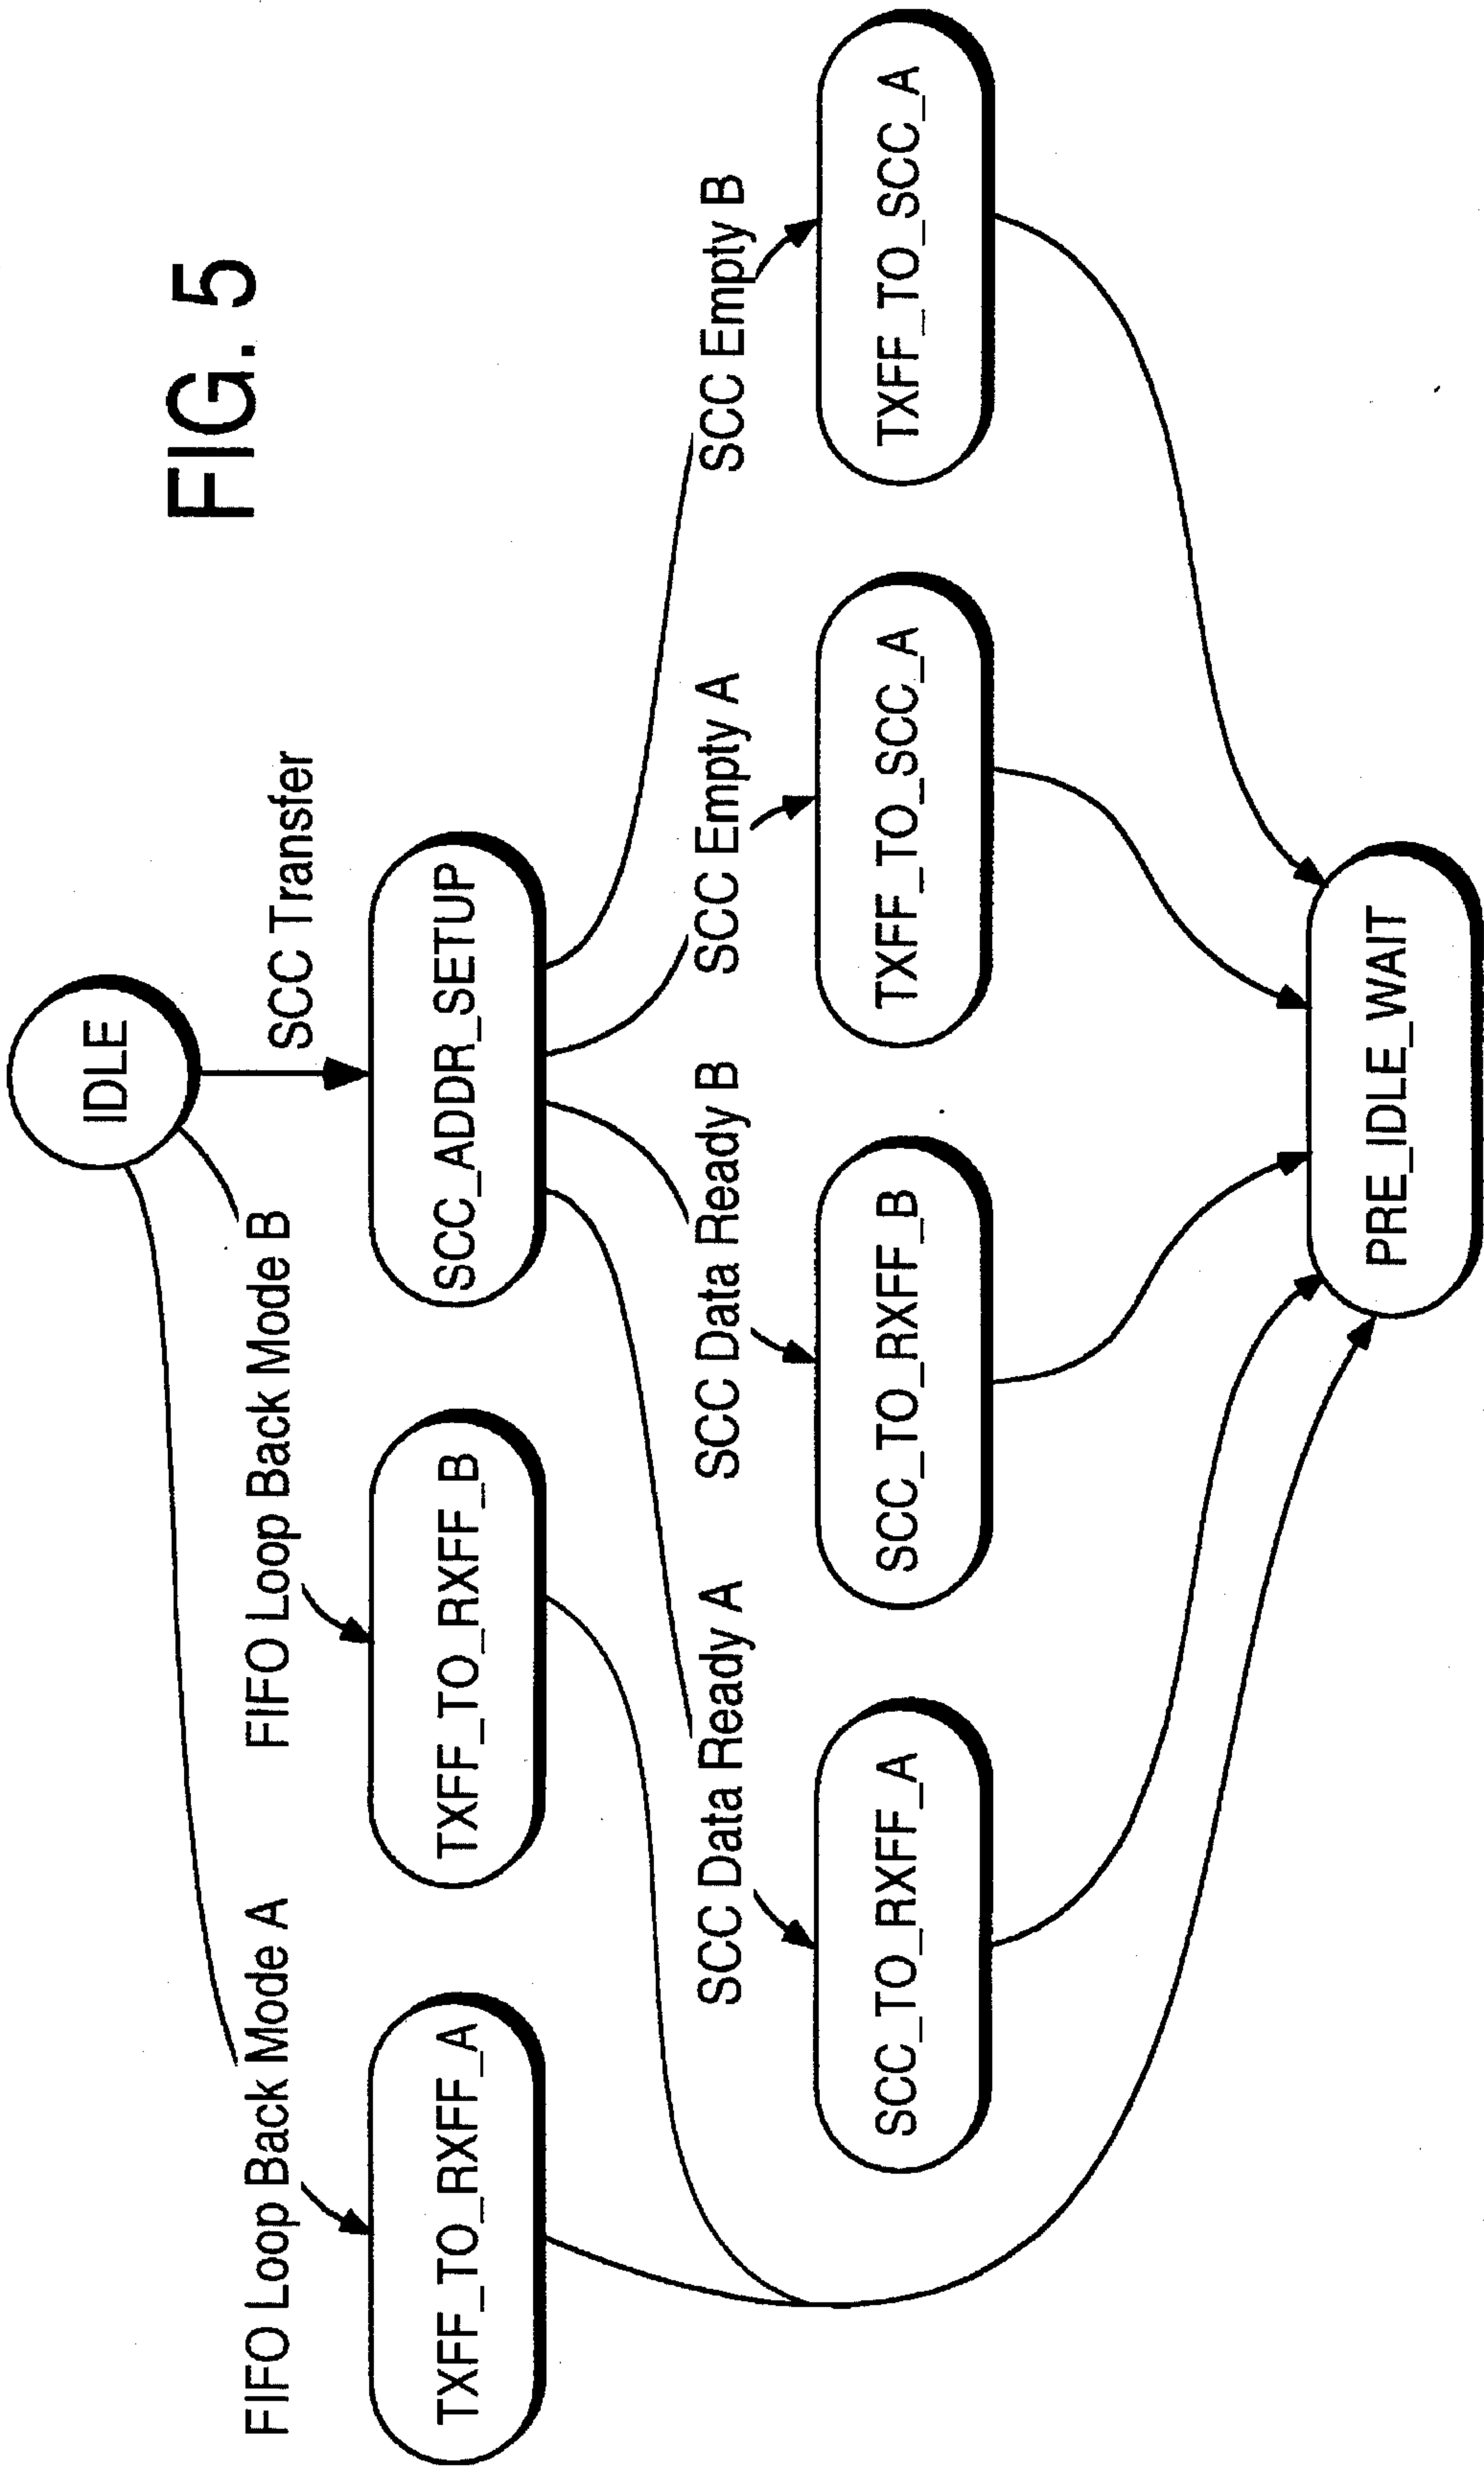 FIG. 5
IDLE
FIFO Loop Back Mode A
FIFO Loop Back Mode B
SCC Transfer
TXFF_TO_RXFF_A
TXFF_TO_RXFF_B
SCC_ADDR_SETUP
SCC Data Ready A
SCC Data Ready B
SCC Empty A
SCC Empty B
SCC_TO_RXFF_A
SCC_TO_RXFF_B
TXFF_TO_SCC_A
TXFF_TO_SCC_A
PRE_IDLE_WAIT